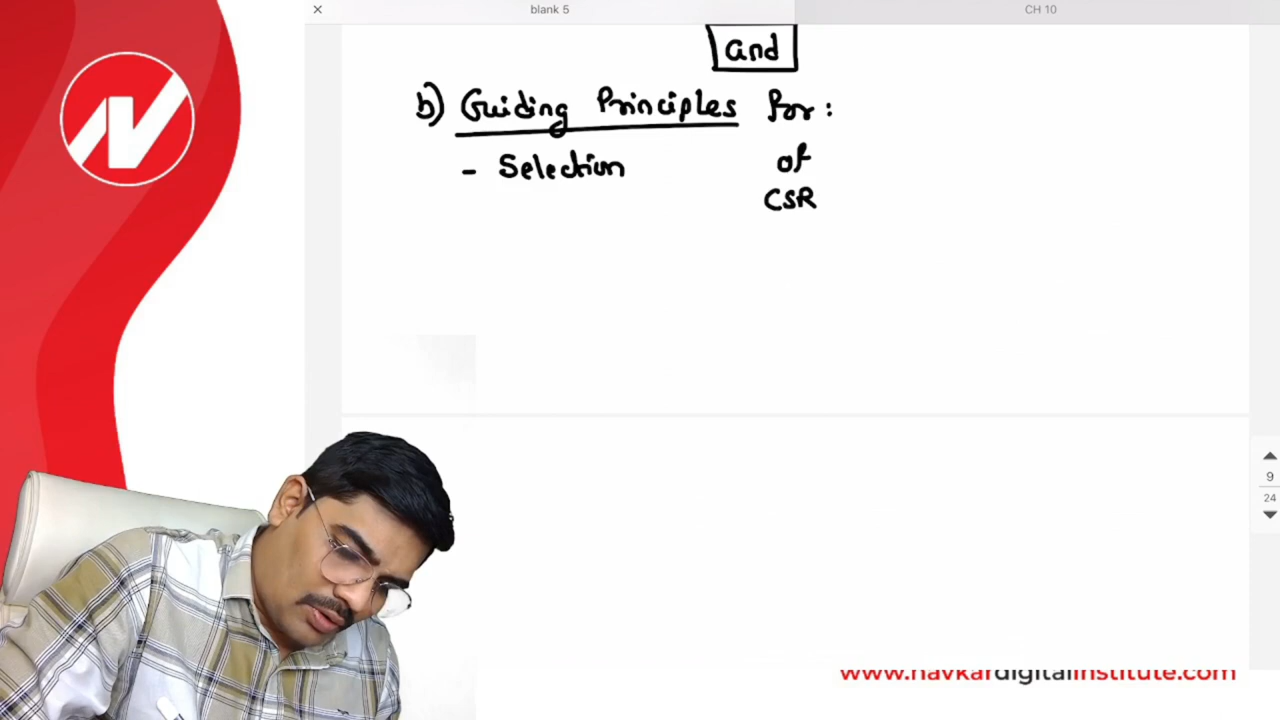 × blank 5 CH 10
and
b) Guiding Principles for:
- Selection of
CSR
9
24
www.navkardigitalinstitute.com